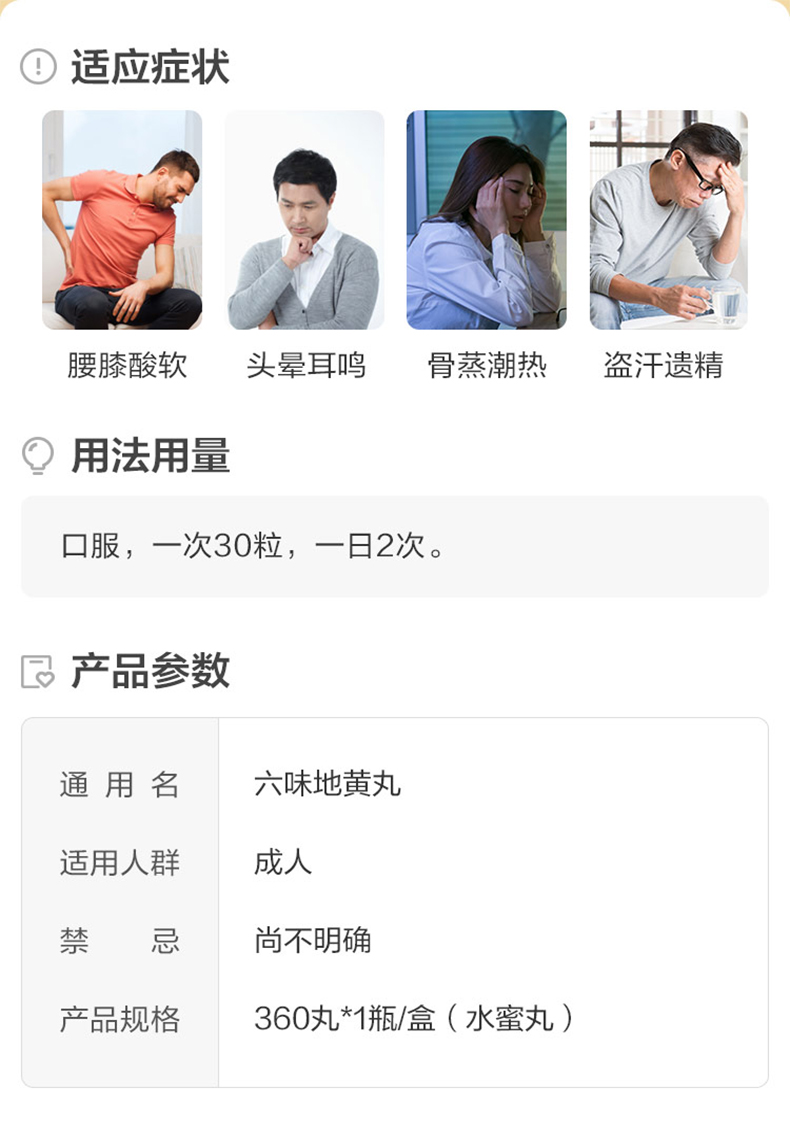 适应症状
腰膝酸软 头晕耳鸣 骨蒸潮热 盗汗遗精
用法用量
口服，一次30粒，一日2次。
产品参数
通用名 六味地黄丸
适用人群 成人
禁忌 尚不明确
产品规格 360丸*1瓶/盒（水蜜丸）